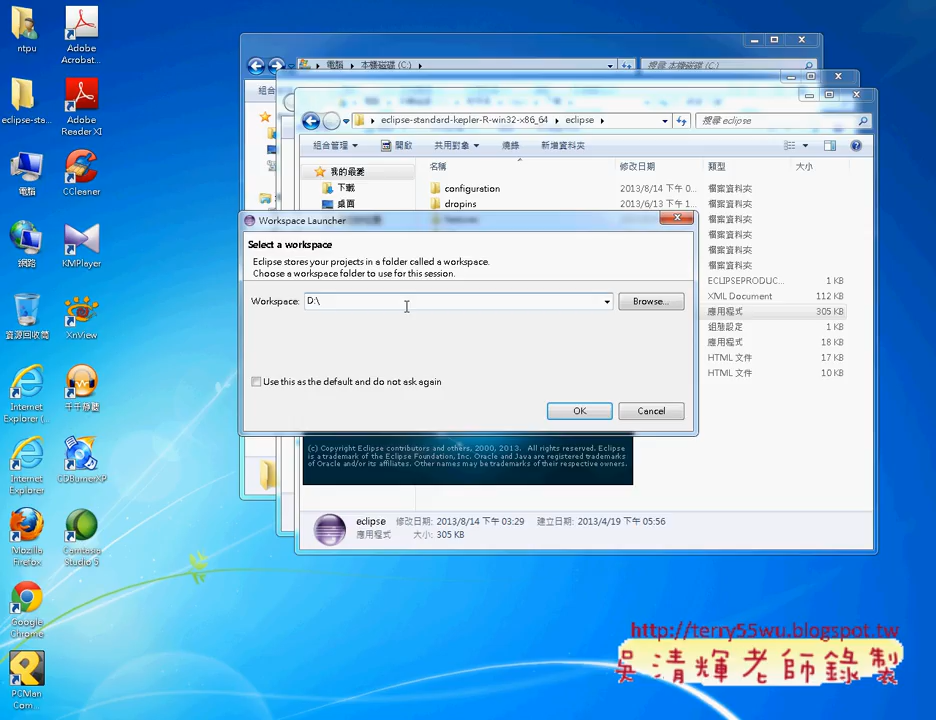 ntpu
Adobe
Acrobat...
eclipse-sta...
Adobe
Reader XI
電腦
CCleaner
網路
KMPlayer
資源回收筒
XnView
Internet
Explorer (...
千千靜聽
Internet
Explorer
CDBurnerXP
Mozilla
Firefox
Camtasia
Studio 8
Google
Chrome
PCMan
Com...
電腦 ▸ 本機磁碟 (C:) ▸
搜尋 本機磁碟 (C:)
組合
eclipse-standard-kepler-R-win32-x86_64 ▸ eclipse ▸
搜尋 eclipse
組合管理 ▼
開啟
共用對象 ▼
燒錄
新增資料夾
我的最愛
下載
桌面
名稱
修改日期
類型
大小
configuration
2013/8/14 下午 0...
檔案資料夾
dropins
2013/6/13 下午 1...
檔案資料夾
檔案資料夾
檔案資料夾
檔案資料夾
檔案資料夾
ECLIPSEPRODUC...
1 KB
XML Document
112 KB
應用程式
305 KB
組態設定
1 KB
應用程式
18 KB
HTML 文件
17 KB
HTML 文件
10 KB
Workspace Launcher
Select a workspace
Eclipse stores your projects in a folder called a workspace.
Choose a workspace folder to use for this session.
Workspace:
D:\
Browse...
Use this as the default and do not ask again
OK
Cancel
(c) Copyright Eclipse contributors and others, 2000, 2013. All rights reserved. Eclipse
is a trademark of the Eclipse Foundation, Inc. Oracle and Java are registered trademarks
of Oracle and/or its affiliates. Other names may be trademarks of their respective owners.
eclipse
修改日期: 2013/8/14 下午 03:29
建立日期: 2013/4/19 下午 05:56
應用程式
大小: 305 KB
http://terry55wu.blogspot.tw
吳清輝老師錄製